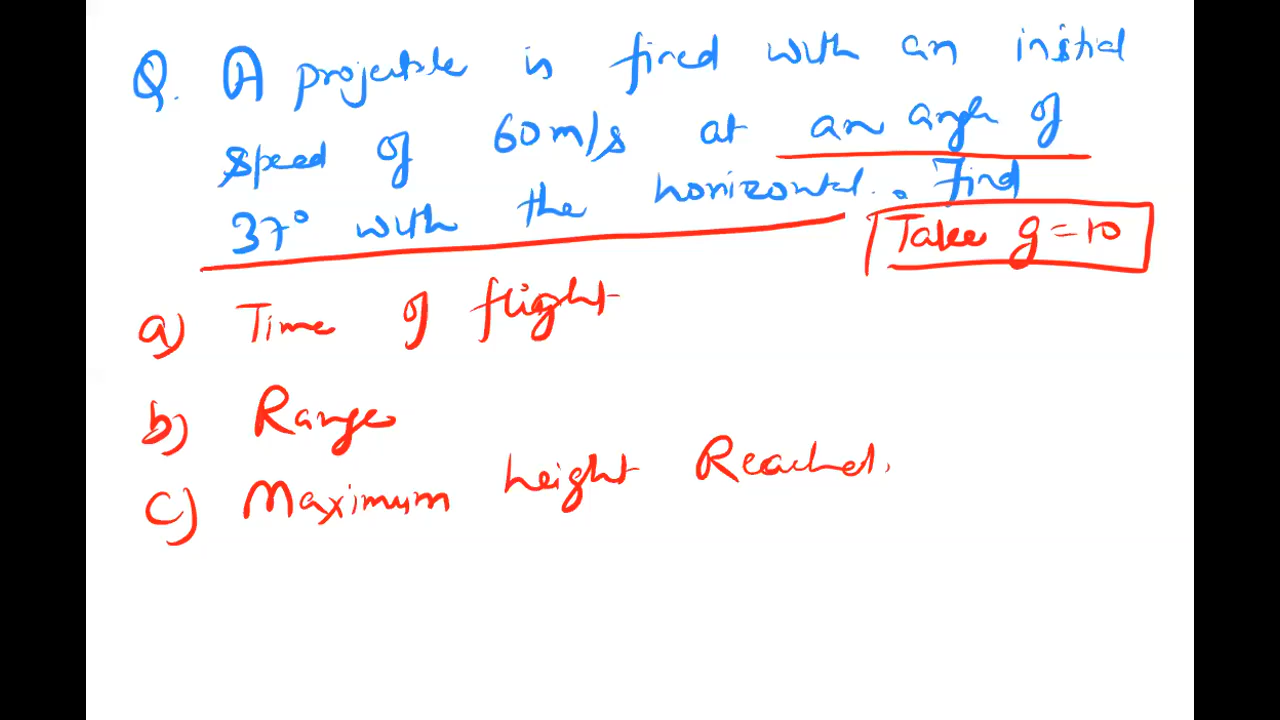 Q. A projectile is fired with an initial
speed of 60m/s at an angle of
37° with the horizontal. Find
Take g=10
a) Time of flight
b) Range
c) Maximum height Reached.